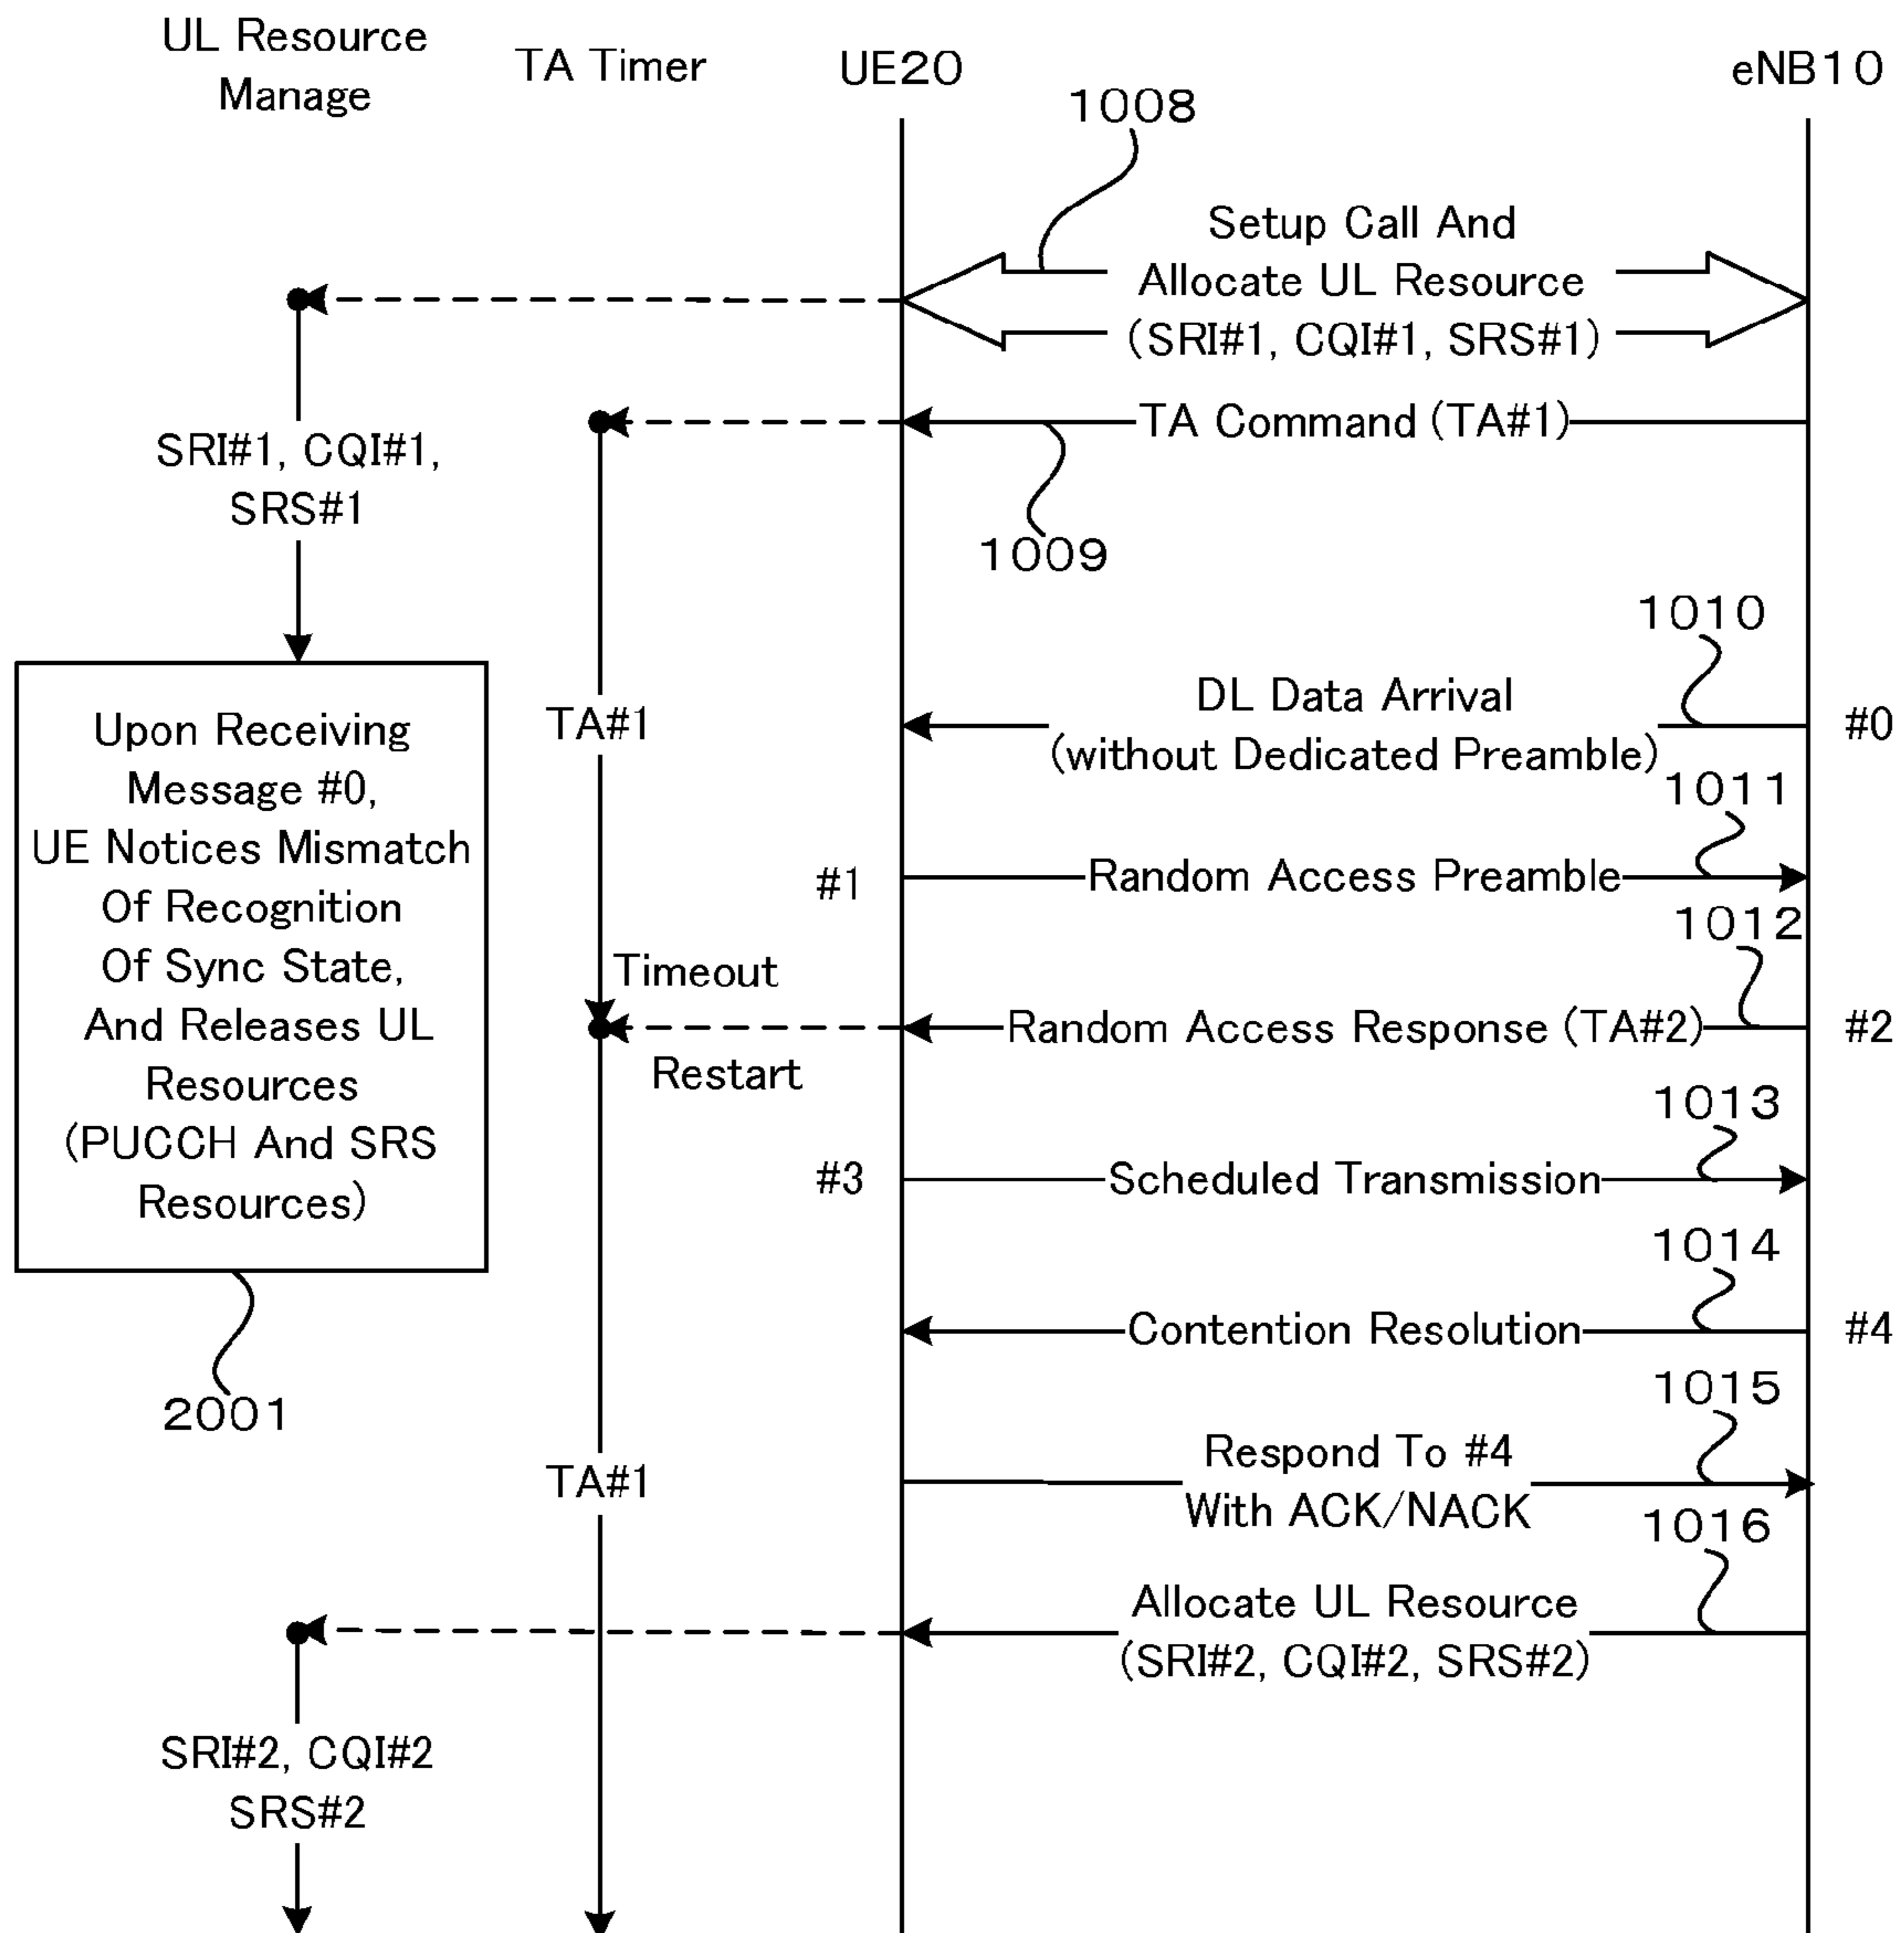 UL Resource
Manage
TA Timer
UE20
eNB10
1008
Setup Call And
Allocate UL Resource
(SRI#1, CQI#1, SRS#1)
TA Command (TA#1)
SRI#1, CQI#1,
SRS#1
1009
1010
DL Data Arrival
(without Dedicated Preamble)
#0
TA#1
Upon Receiving
Message #0,
UE Notices Mismatch
Of Recognition
Of Sync State,
And Releases UL
Resources
(PUCCH And SRS
Resources)
2001
1011
#1
Random Access Preamble
1012
Timeout
Random Access Response (TA#2)
#2
Restart
1013
#3
Scheduled Transmission
1014
Contention Resolution
#4
1015
Respond To #4
With ACK/NACK
TA#1
1016
Allocate UL Resource
(SRI#2, CQI#2, SRS#2)
SRI#2, CQI#2
SRS#2